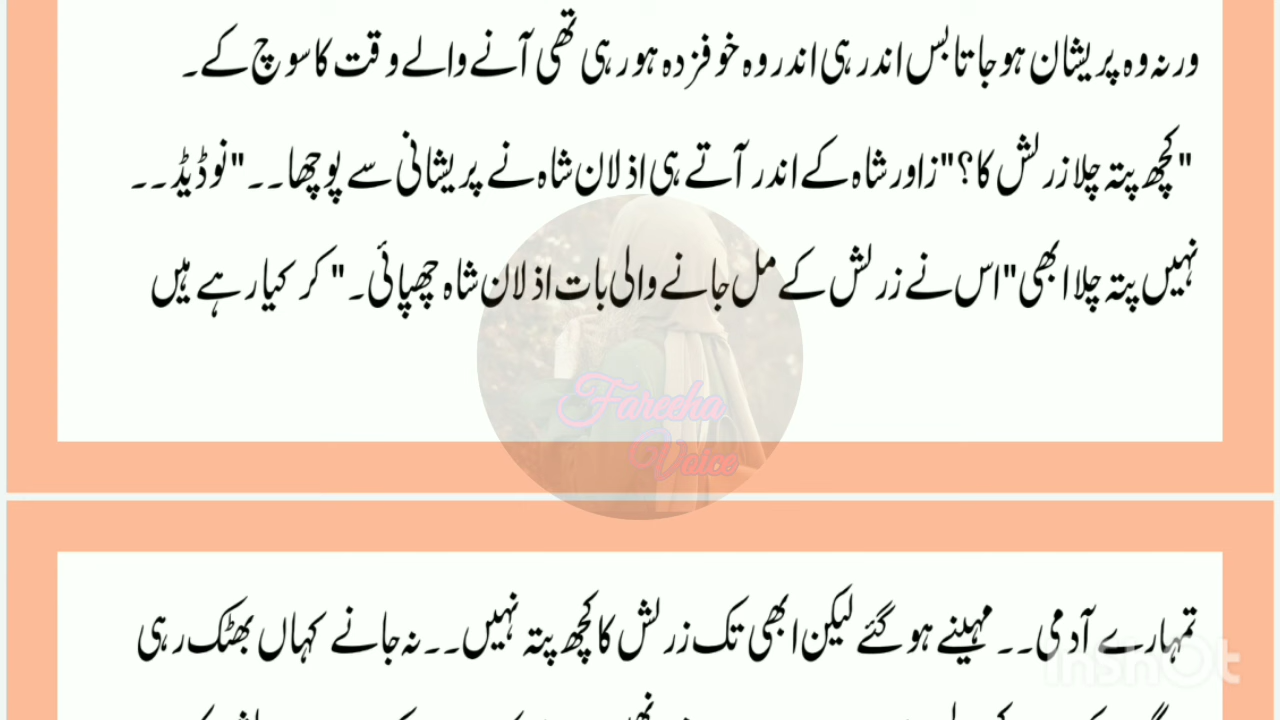 ورنہ وہ پریشان ہو جاتا بس اندر ہی اندر وہ خوفزدہ ہو رہی تھی آنے والے وقت کا سوچ کے۔
"کچھ پتہ چلا زرلش کا؟" زاور شاہ کے اندر آتے ہی اذلان شاہ نے پریشانی سے پوچھا۔۔ "نو ڈیڈ۔۔
نہیں پتہ چلا ابھی" اس نے زرلش کے مل جانے والی بات اذلان شاہ چھپائی۔ " کر کیا رہے ہیں
Fareeha
Voice
تمہارے آدمی۔۔ مہینے ہو گئے لیکن ابھی تک زرلش کا کچھ پتہ نہیں۔۔ نہ جانے کہاں بھٹک رہی
InShOt